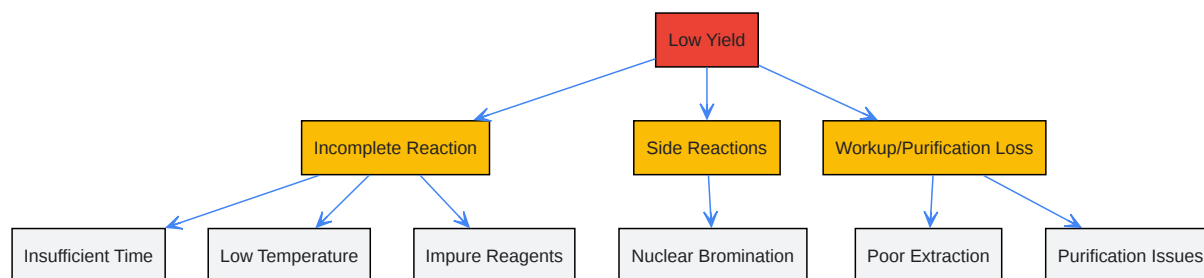 Low Yield
Incomplete Reaction
Side Reactions
Workup/Purification Loss
Insufficient Time
Low Temperature
Impure Reagents
Nuclear Bromination
Poor Extraction
Purification Issues